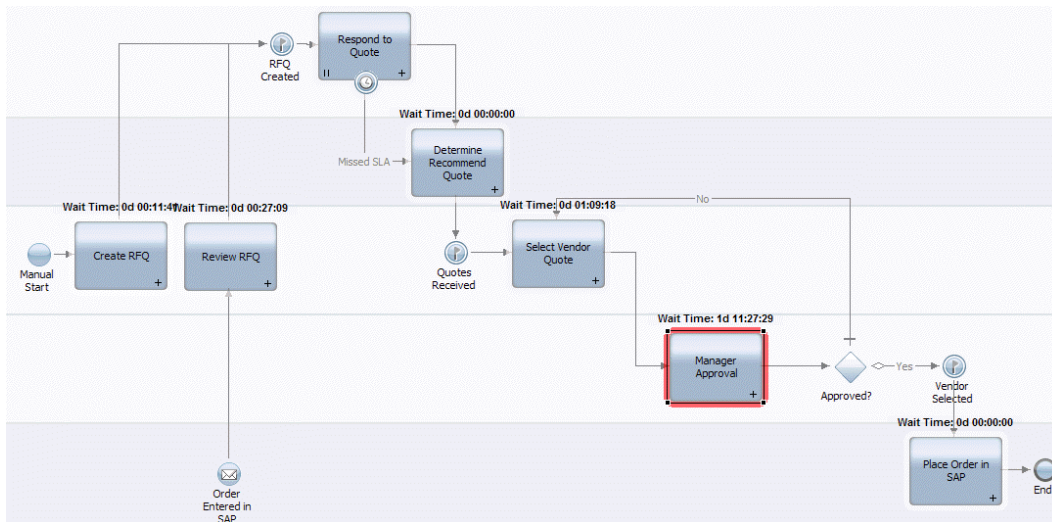 Respond to
Quote
RFQ
Created
Wait Time: 0d 00:00:00
Missed SLA
Determine
Recommend
Quote
Wait Time: 0d 00:11:41
Wait Time: 0d 00:27:09
Wait Time: 0d 01:09:18
No
Manual
Start
Create RFQ
Review RFQ
Quotes
Received
Select Vendor
Quote
Wait Time: 1d 11:27:29
Manager
Approval
Approved?
Yes
Vendor
Selected
Wait Time: 0d 00:00:00
Place Order in
SAP
End
Order
Entered in
SAP